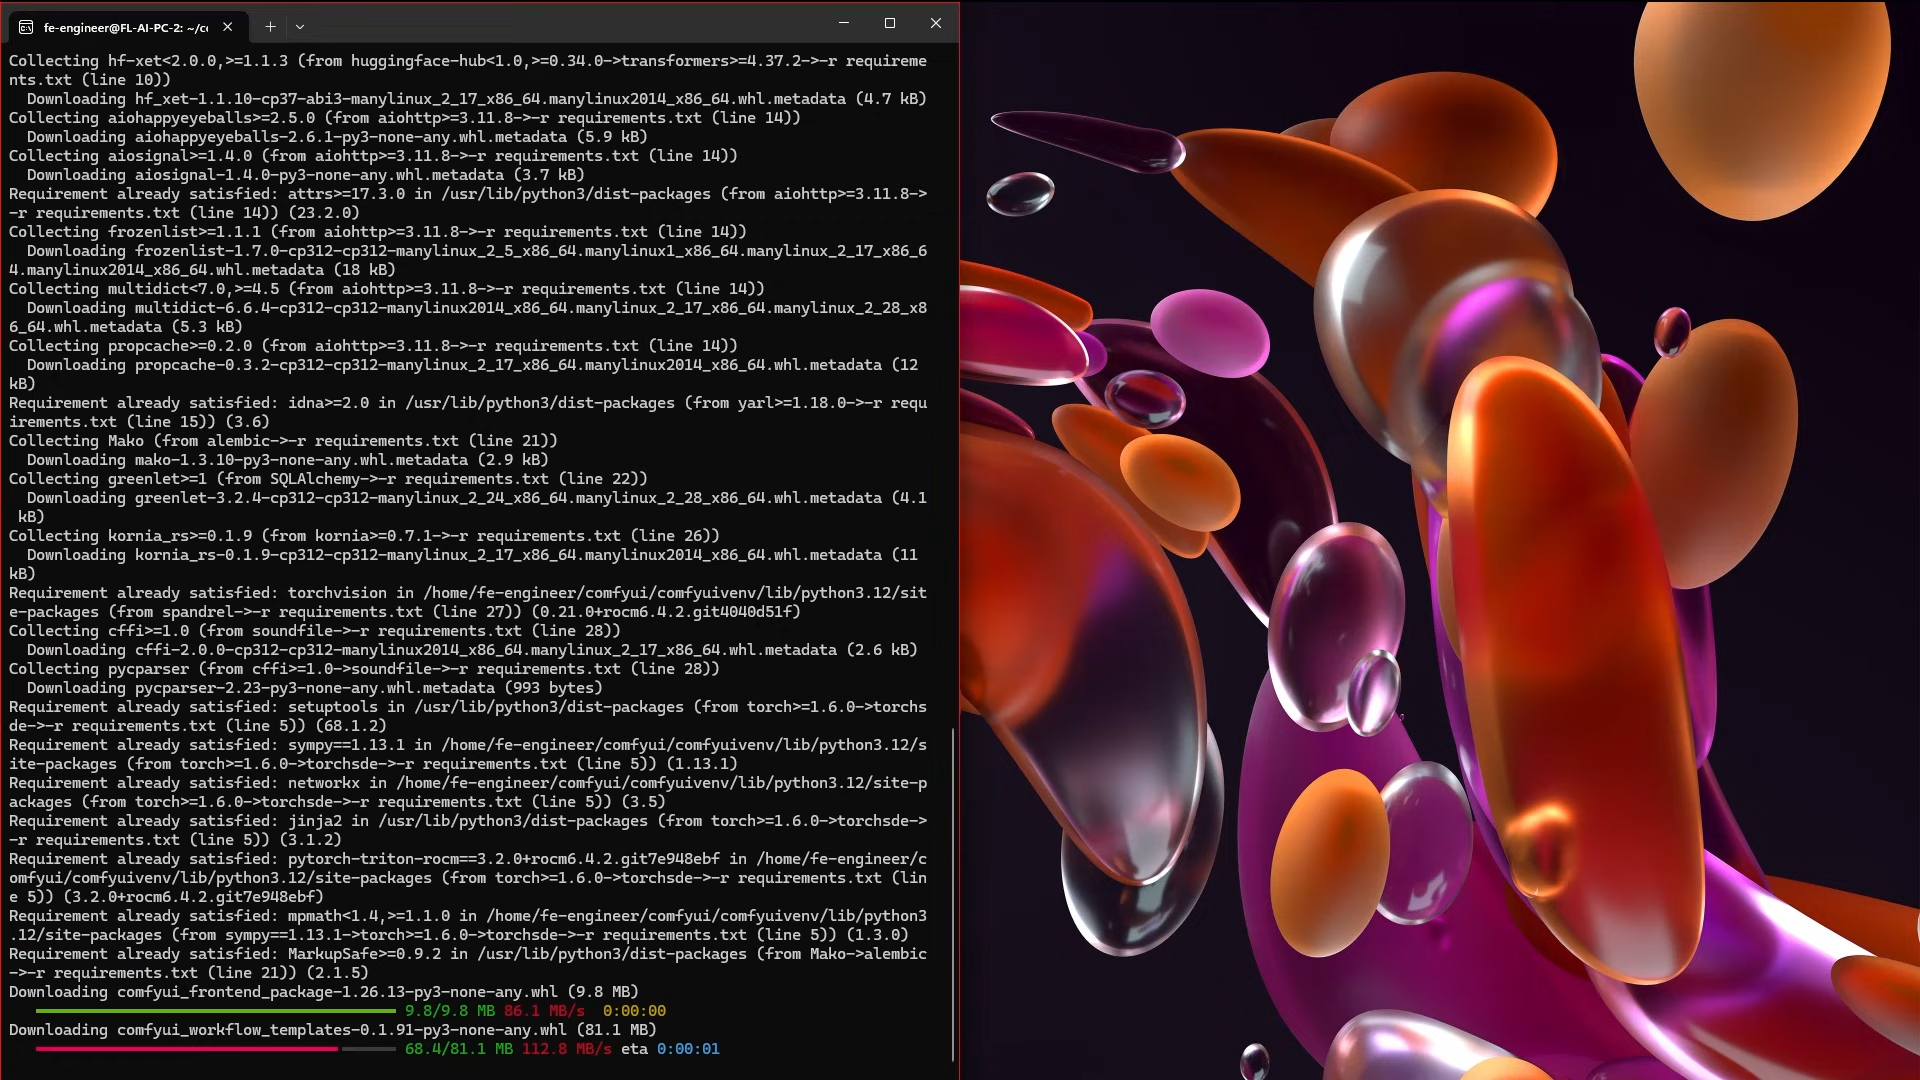 fe-engineer@FL-AI-PC-2: ~/c
Collecting hf-xet<2.0.0,>=1.1.3 (from huggingface-hub<1.0,>=0.34.0->transformers>=4.37.2->-r requireme
nts.txt (line 10))
  Downloading hf_xet-1.1.10-cp37-abi3-manylinux_2_17_x86_64.manylinux2014_x86_64.whl.metadata (4.7 kB)
Collecting aiohappyeyeballs>=2.5.0 (from aiohttp>=3.11.8->-r requirements.txt (line 14))
  Downloading aiohappyeyeballs-2.6.1-py3-none-any.whl.metadata (5.9 kB)
Collecting aiosignal>=1.4.0 (from aiohttp>=3.11.8->-r requirements.txt (line 14))
  Downloading aiosignal-1.4.0-py3-none-any.whl.metadata (3.7 kB)
Requirement already satisfied: attrs>=17.3.0 in /usr/lib/python3/dist-packages (from aiohttp>=3.11.8->
-r requirements.txt (line 14)) (23.2.0)
Collecting frozenlist>=1.1.1 (from aiohttp>=3.11.8->-r requirements.txt (line 14))
  Downloading frozenlist-1.7.0-cp312-cp312-manylinux_2_5_x86_64.manylinux1_x86_64.manylinux_2_17_x86_6
4.manylinux2014_x86_64.whl.metadata (18 kB)
Collecting multidict<7.0,>=4.5 (from aiohttp>=3.11.8->-r requirements.txt (line 14))
  Downloading multidict-6.6.4-cp312-cp312-manylinux2014_x86_64.manylinux_2_17_x86_64.manylinux_2_28_x8
6_64.whl.metadata (5.3 kB)
Collecting propcache>=0.2.0 (from aiohttp>=3.11.8->-r requirements.txt (line 14))
  Downloading propcache-0.3.2-cp312-cp312-manylinux_2_17_x86_64.manylinux2014_x86_64.whl.metadata (12
kB)
Requirement already satisfied: idna>=2.0 in /usr/lib/python3/dist-packages (from yarl>=1.18.0->-r requ
irements.txt (line 15)) (3.6)
Collecting Mako (from alembic->-r requirements.txt (line 21))
  Downloading mako-1.3.10-py3-none-any.whl.metadata (2.9 kB)
Collecting greenlet>=1 (from SQLAlchemy->-r requirements.txt (line 22))
  Downloading greenlet-3.2.4-cp312-cp312-manylinux_2_24_x86_64.manylinux_2_28_x86_64.whl.metadata (4.1
 kB)
Collecting kornia_rs>=0.1.9 (from kornia>=0.7.1->-r requirements.txt (line 26))
  Downloading kornia_rs-0.1.9-cp312-cp312-manylinux_2_17_x86_64.manylinux2014_x86_64.whl.metadata (11
kB)
Requirement already satisfied: torchvision in /home/fe-engineer/comfyui/comfyuivenv/lib/python3.12/sit
e-packages (from spandrel->-r requirements.txt (line 27)) (0.21.0+rocm6.4.2.git4040d51f)
Collecting cffi>=1.0 (from soundfile->-r requirements.txt (line 28))
  Downloading cffi-2.0.0-cp312-cp312-manylinux2014_x86_64.manylinux_2_17_x86_64.whl.metadata (2.6 kB)
Collecting pycparser (from cffi>=1.0->soundfile->-r requirements.txt (line 28))
  Downloading pycparser-2.23-py3-none-any.whl.metadata (993 bytes)
Requirement already satisfied: setuptools in /usr/lib/python3/dist-packages (from torch>=1.6.0->torchs
de->-r requirements.txt (line 5)) (68.1.2)
Requirement already satisfied: sympy==1.13.1 in /home/fe-engineer/comfyui/comfyuivenv/lib/python3.12/s
ite-packages (from torch>=1.6.0->torchsde->-r requirements.txt (line 5)) (1.13.1)
Requirement already satisfied: networkx in /home/fe-engineer/comfyui/comfyuivenv/lib/python3.12/site-p
ackages (from torch>=1.6.0->torchsde->-r requirements.txt (line 5)) (3.5)
Requirement already satisfied: jinja2 in /usr/lib/python3/dist-packages (from torch>=1.6.0->torchsde->
-r requirements.txt (line 5)) (3.1.2)
Requirement already satisfied: pytorch-triton-rocm==3.2.0+rocm6.4.2.git7e948ebf in /home/fe-engineer/c
omfyui/comfyuivenv/lib/python3.12/site-packages (from torch>=1.6.0->torchsde->-r requirements.txt (lin
e 5)) (3.2.0+rocm6.4.2.git7e948ebf)
Requirement already satisfied: mpmath<1.4,>=1.1.0 in /home/fe-engineer/comfyui/comfyuivenv/lib/python3
.12/site-packages (from sympy==1.13.1->torch>=1.6.0->torchsde->-r requirements.txt (line 5)) (1.3.0)
Requirement already satisfied: MarkupSafe>=0.9.2 in /usr/lib/python3/dist-packages (from Mako->alembic
->-r requirements.txt (line 21)) (2.1.5)
Downloading comfyui_frontend_package-1.26.13-py3-none-any.whl (9.8 MB)
9.8/9.8 MB 86.1 MB/s  0:00:00
Downloading comfyui_workflow_templates-0.1.91-py3-none-any.whl (81.1 MB)
68.4/81.1 MB 112.8 MB/s eta 0:00:01